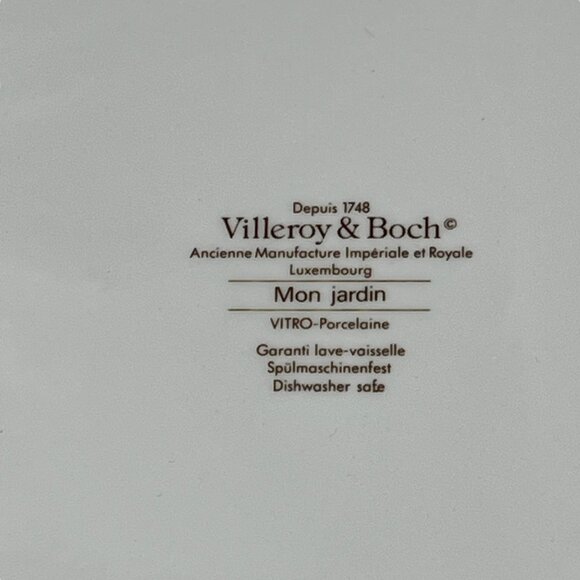 Depuis 1748
Villeroy & Boch©
Ancienne Manufacture Impériale et Royale
Luxembourg
Mon jardin
VITRO-Porcelaine
Garanti lave-vaisselle
Spülmaschinenfest
Dishwasher safe